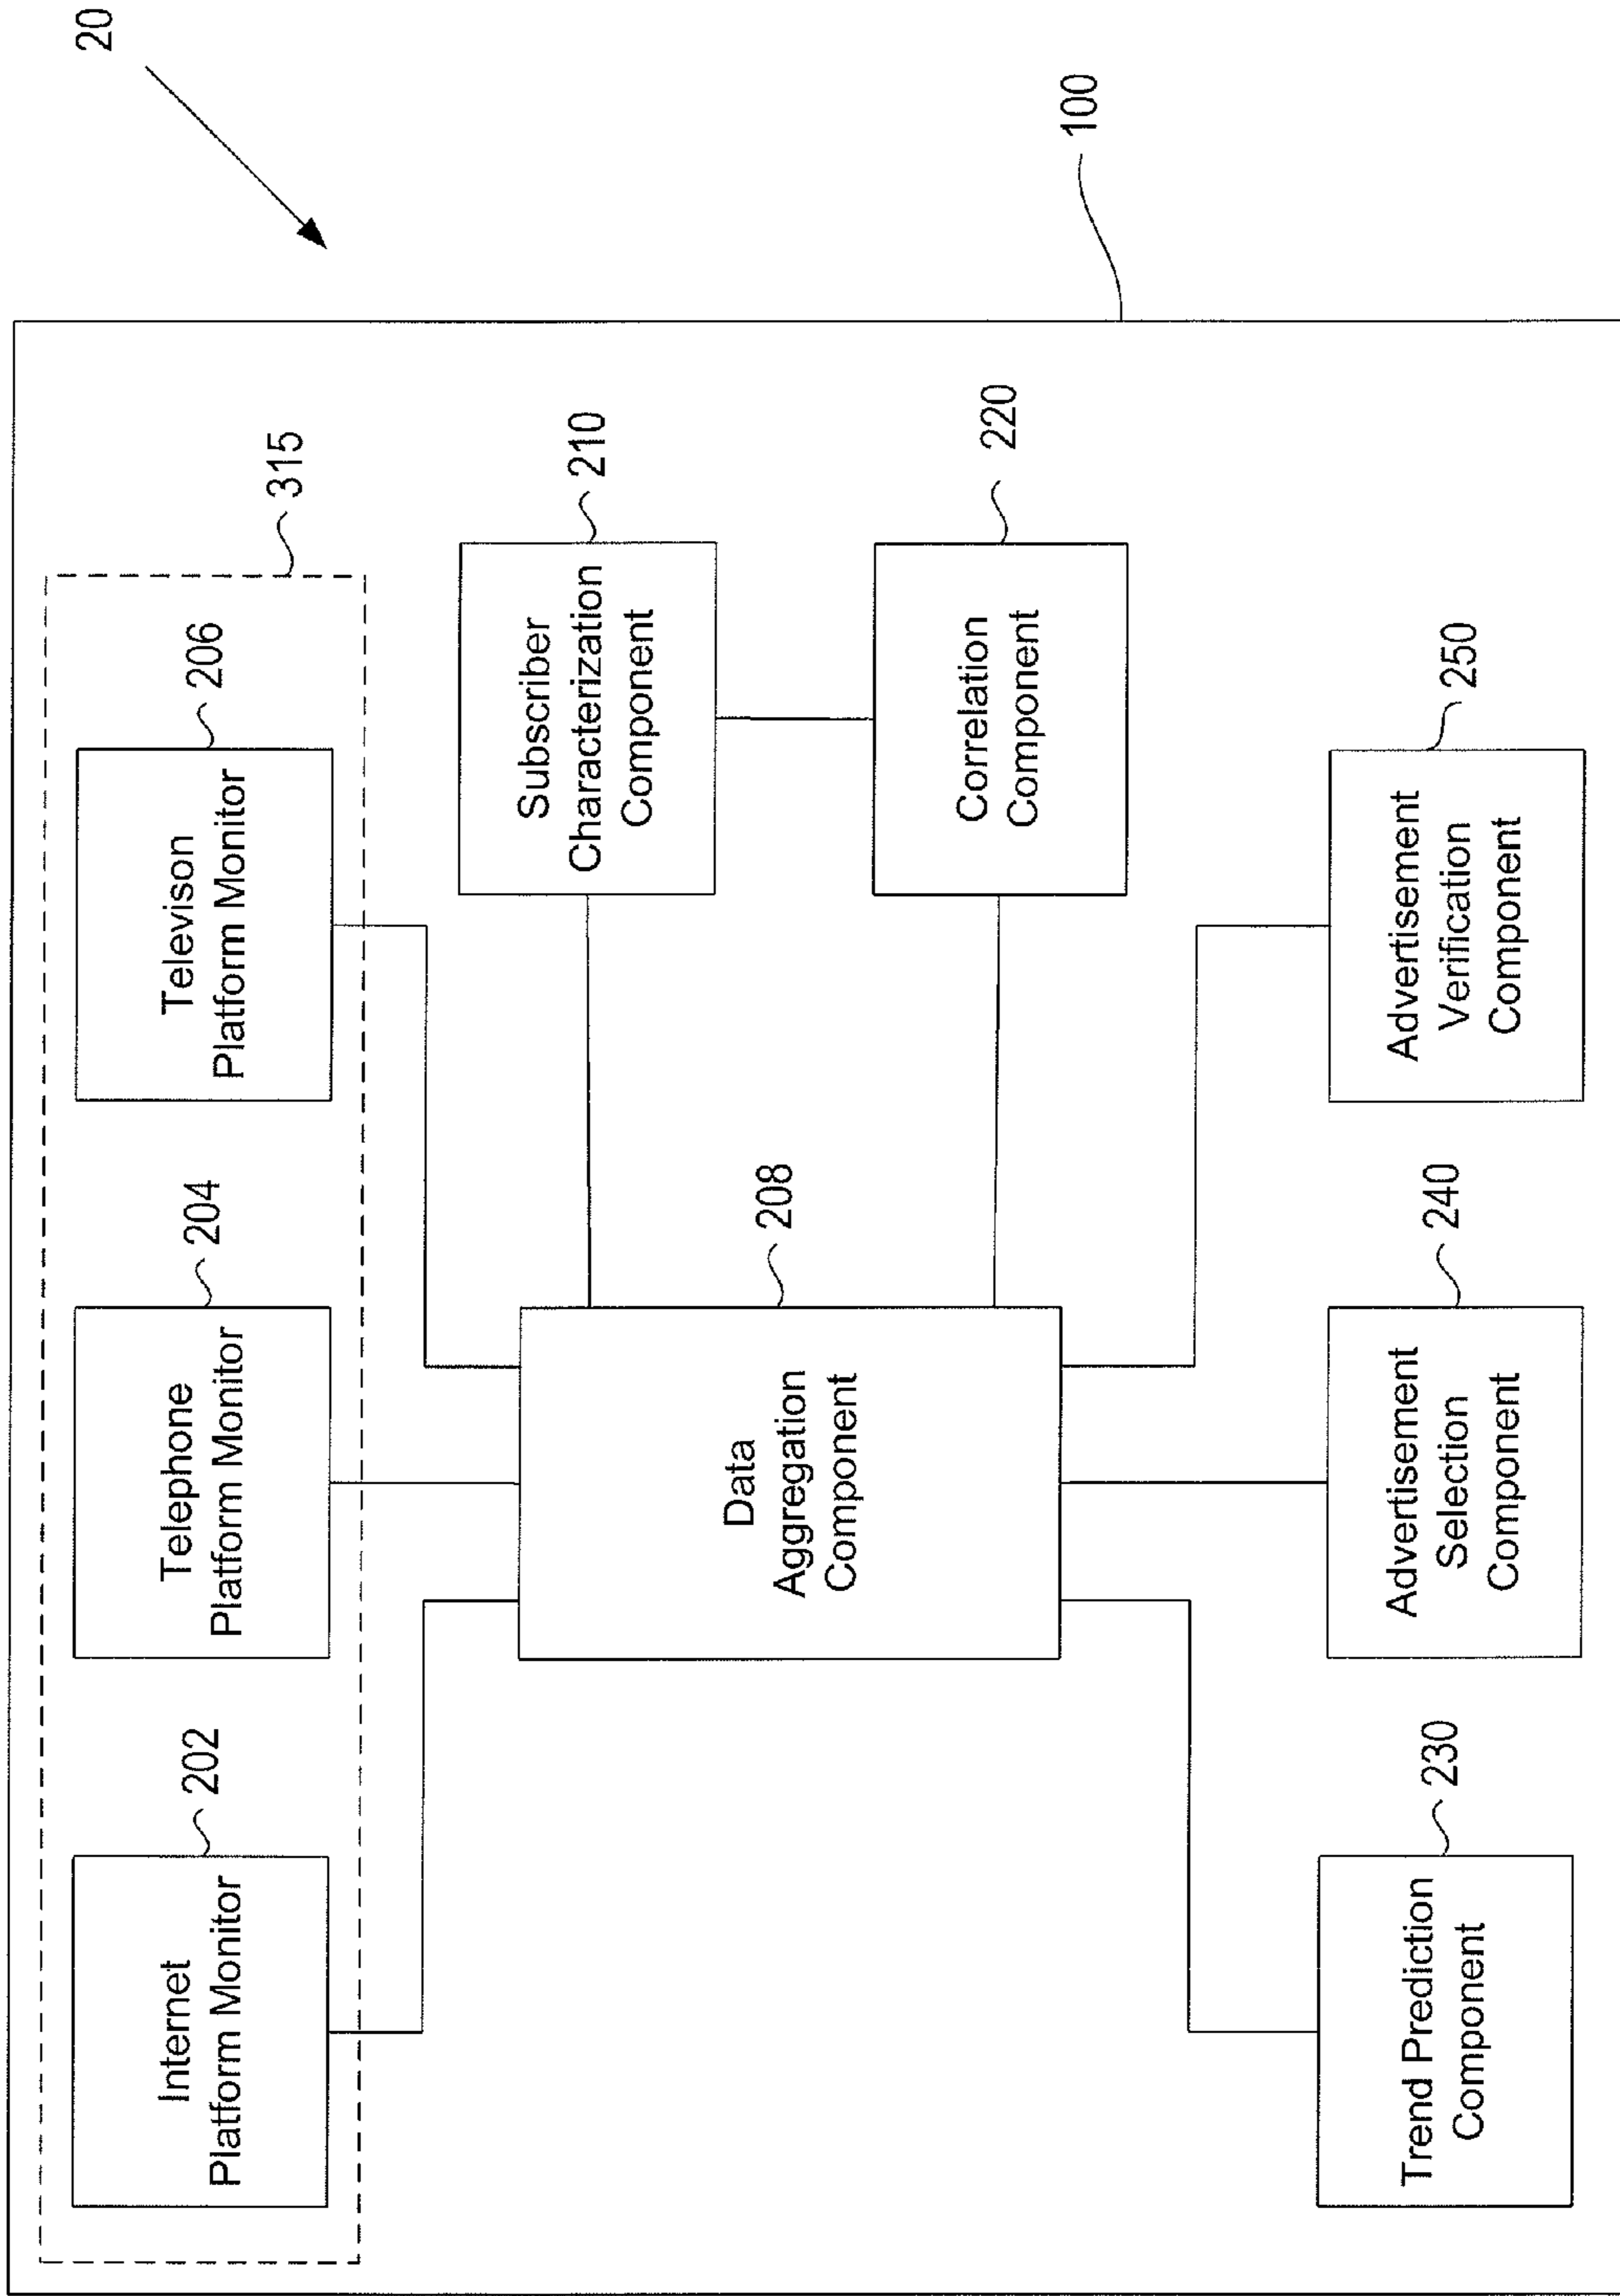 20
100
315
202
Internet
Platform Monitor
204
Telephone
Platform Monitor
206
Televison
Platform Monitor
208
Data
Aggregation
Component
210
Subscriber
Characterization
Component
220
Correlation
Component
230
Trend Prediction
Component
240
Advertisement
Selection
Component
250
Advertisement
Verification
Component